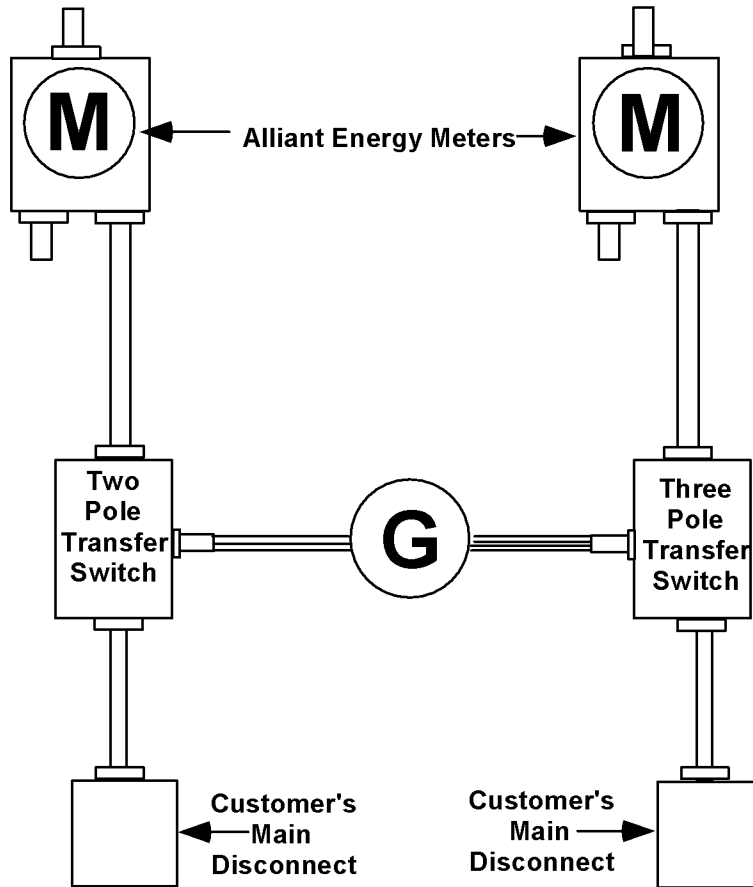 M
Alliant Energy Meters
M
Two
Pole
Transfer
Switch
G
Three
Pole
Transfer
Switch
Customer's
Main
Disconnect
Customer's
Main
Disconnect